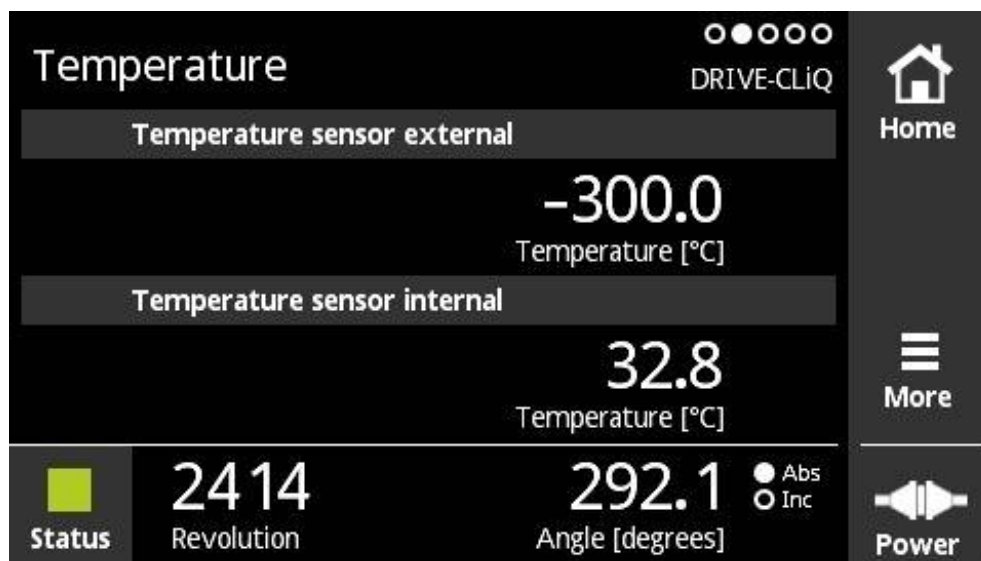 Temperature
DRIVE-CLiQ
Home
Temperature sensor external
-300.0
Temperature [°C]
Temperature sensor internal
32.8
Temperature [°C]
More
Status
2414
Revolution
292.1
Angle [degrees]
Abs
Inc
Power